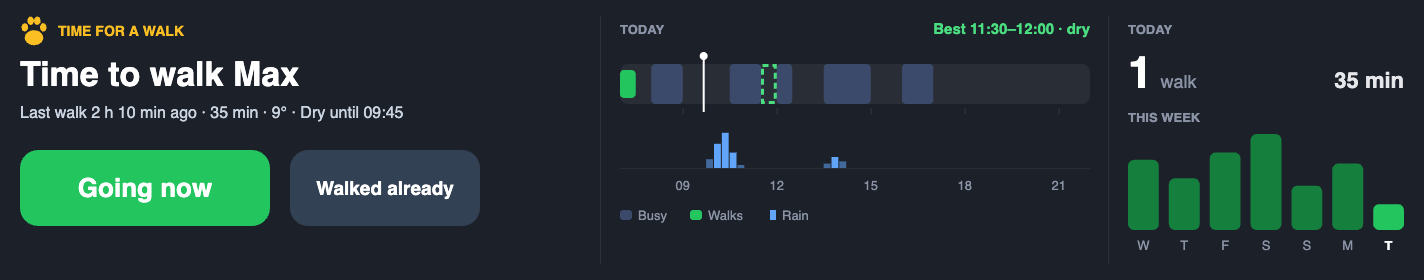 TIME FOR A WALK
Time to walk Max
Last walk 2 h 10 min ago · 35 min · 9° · Dry until 09:45
Going now
Walked already
TODAY
Best 11:30–12:00 · dry
09 12 15 18 21
Busy Walks Rain
TODAY
1 walk
35 min
THIS WEEK
W T F S S M T